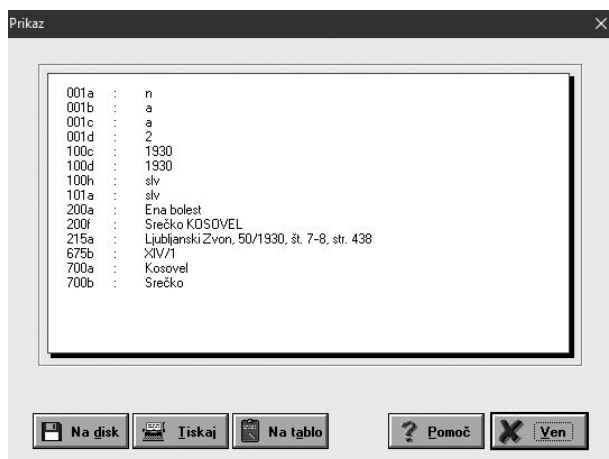 Prikaz
001a : n
001b : a
001c : a
001d : 2
100c : 1930
100d : 1930
100h : slv
101a : slv
200a : Ena bolest
200f : Srečko KOSOVEL
215a : Ljubljanski Zvon, 50/1930, št. 7-8, str. 438
675b : XIV/1
700a : Kosovel
700b : Srečko
Na disk Tiskaj Na tablo Pomoč Ven